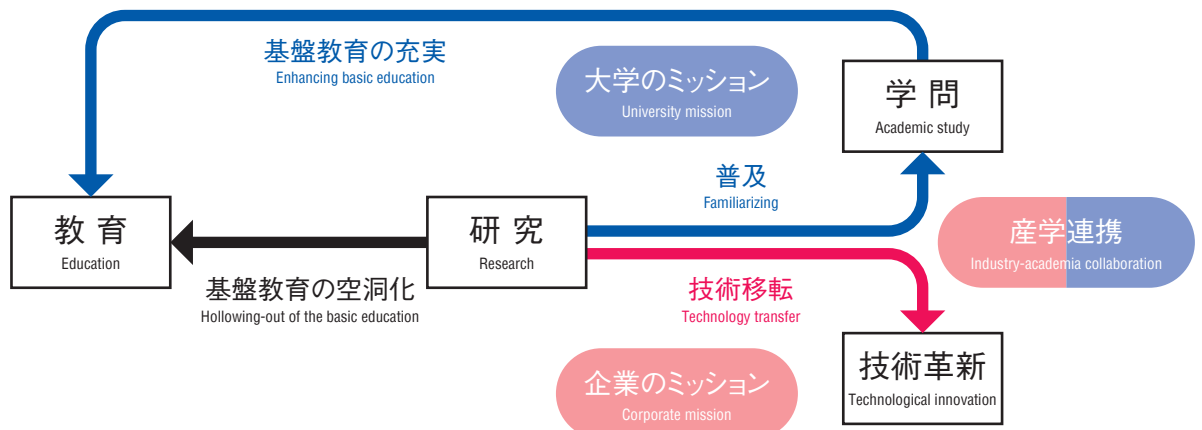 基盤教育の充実
Enhancing basic education
大学のミッション
University mission
学問
Academic study
普及
Familiarizing
教育
Education
研究
Research
産学連携
Industry-academia collaboration
基盤教育の空洞化
Hollowing-out of the basic education
技術移転
Technology transfer
企業のミッション
Corporate mission
技術革新
Technological innovation